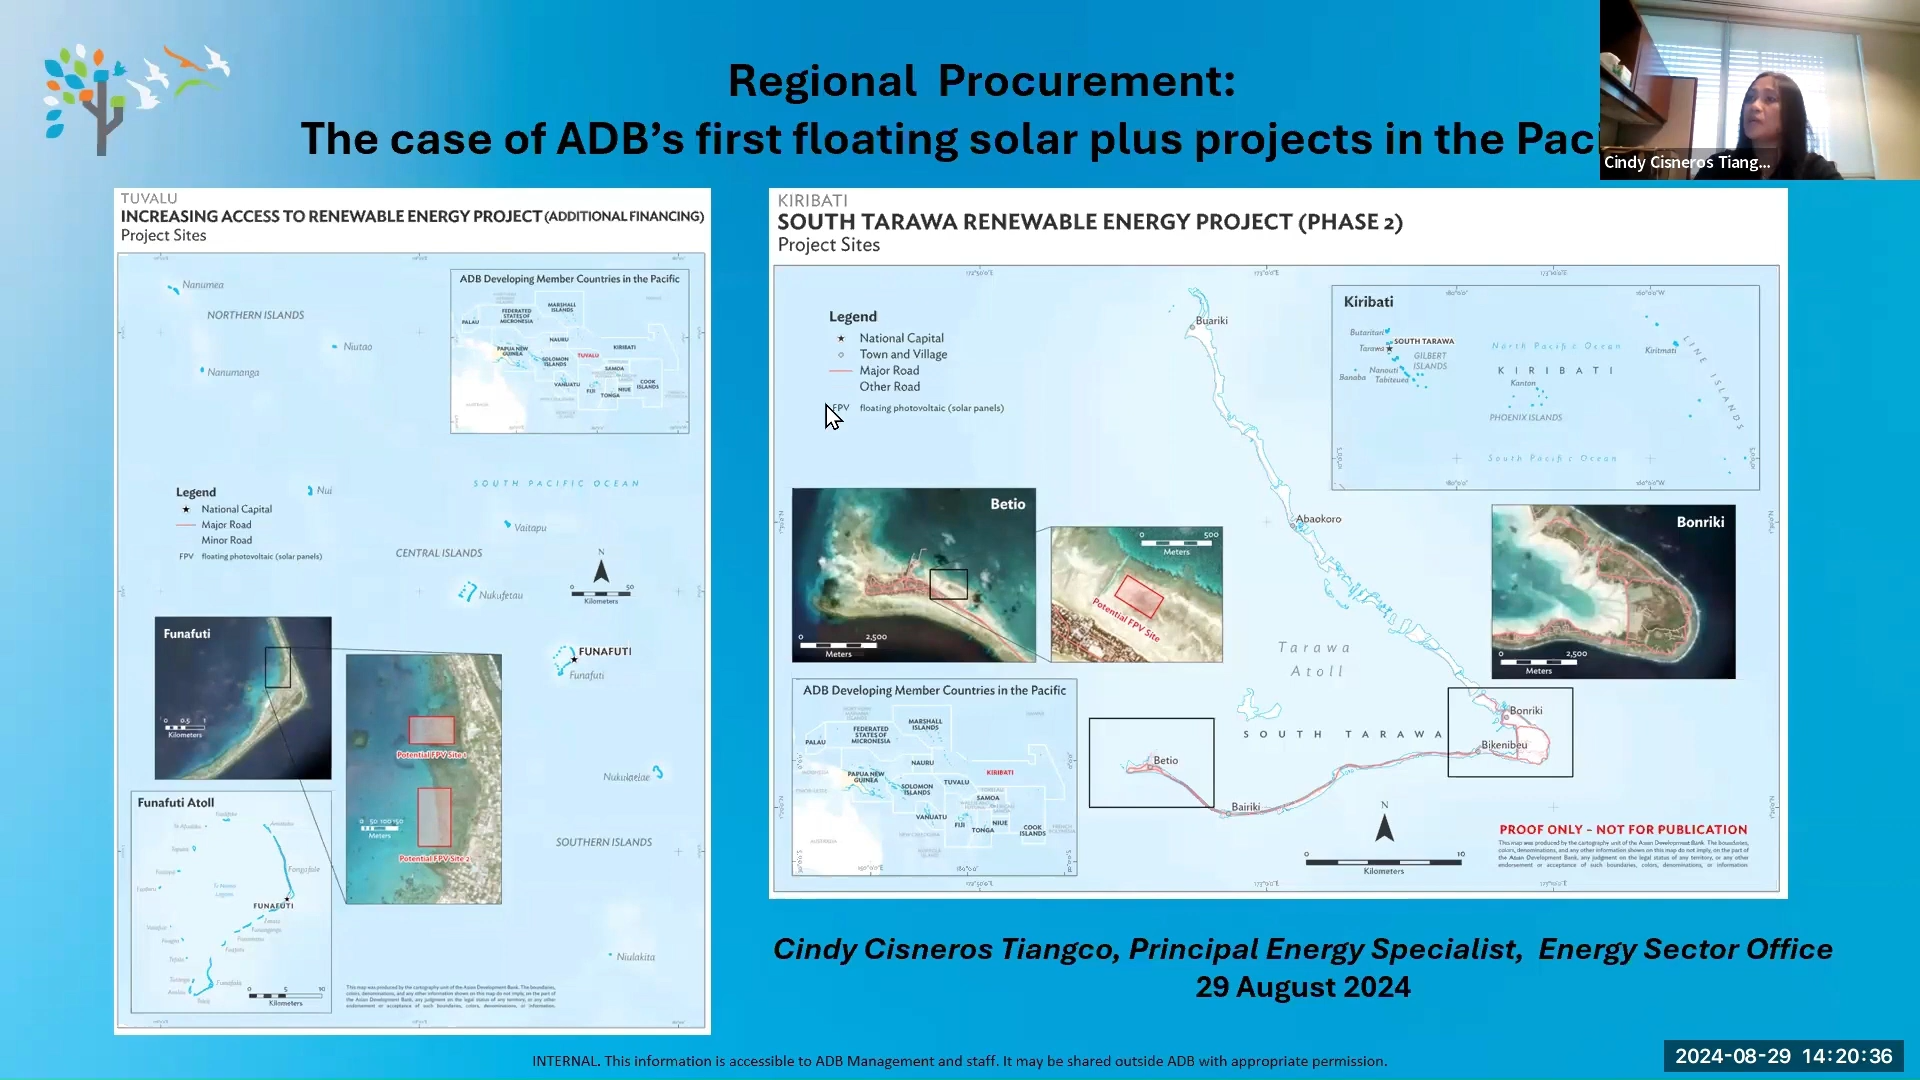 Regional Procurement:
The case of ADB's first floating solar plus projects in the Paci
Cindy Cisneros Tiang...
TUVALU
INCREASING ACCESS TO RENEWABLE ENERGY PROJECT (ADDITIONAL FINANCING)
Project Sites
Nanumea
NORTHERN ISLANDS
Niutao
Nanumanga
ADB Developing Member Countries in the Pacific
PALAU
FEDERATED
STATES OF
MICRONESIA
MARSHALL
ISLANDS
NAURU
PAPUA NEW
GUINEA
SOLOMON
ISLANDS
TUVALU
KIRIBATI
SAMOA
VANUATU
FIJI
NIUE
TONGA
COOK
ISLANDS
Legend
National Capital
Major Road
Minor Road
FPV floating photovoltaic (solar panels)
Nui
SOUTH PACIFIC OCEAN
Vaitapu
CENTRAL ISLANDS
N
0 50
Kilometers
Nukufetau
Funafuti
0 0.5 1
Kilometers
FUNAFUTI
Funafuti
Potential FPV Site 1
0 50 100 150
Meters
Potential FPV Site 2
Nukulaelae
SOUTHERN ISLANDS
Niulakita
Funafuti Atoll
Fongafale
FUNAFUTI
0 5 10
Kilometers
This map was produced by the cartography unit of the Asian Development Bank. The boundaries,
colors, denominations, and any other information shown on this map do not imply, on the part of
the Asian Development Bank, any judgment on the legal status of any territory, or any other
endorsement or acceptance of such boundaries, colors, denominations, or information.
KIRIBATI
SOUTH TARAWA RENEWABLE ENERGY PROJECT (PHASE 2)
Project Sites
Legend
National Capital
Town and Village
Major Road
Other Road
FPV floating photovoltaic (solar panels)
Buariki
Kiribati
Butaritari
Tarawa
SOUTH TARAWA
GILBERT
ISLANDS
Banaba
Nanouti
Tabiteuea
North Pacific Ocean
KIRIBATI
Kanton
PHOENIX ISLANDS
Kiritimati
LINE ISLANDS
South Pacific Ocean
Betio
0 2,500
Meters
0 500
Meters
Potential FPV Site
Abaokoro
Bonriki
0 2,500
Meters
Tarawa
Atoll
SOUTH TARAWA
Bonriki
Bikenibeu
Betio
Bairiki
ADB Developing Member Countries in the Pacific
PALAU
FEDERATED
STATES OF
MICRONESIA
MARSHALL
ISLANDS
NAURU
PAPUA NEW
GUINEA
SOLOMON
ISLANDS
TUVALU
KIRIBATI
SAMOA
VANUATU
FIJI
NIUE
TONGA
COOK
ISLANDS
N
0 10
Kilometers
PROOF ONLY – NOT FOR PUBLICATION
This map was produced by the cartography unit of the Asian Development Bank. The boundaries,
colors, denominations, and any other information shown on this map do not imply, on the part of
the Asian Development Bank, any judgment on the legal status of any territory, or any other
endorsement or acceptance of such boundaries, colors, denominations, or information
Cindy Cisneros Tiangco, Principal Energy Specialist, Energy Sector Office
29 August 2024
INTERNAL. This information is accessible to ADB Management and staff. It may be shared outside ADB with appropriate permission.
2024-08-29 14:20:36